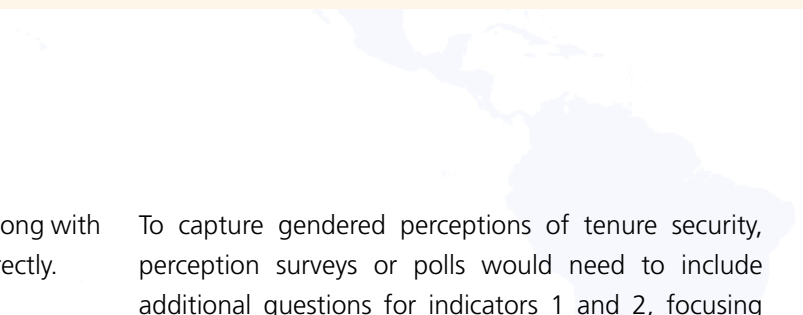 ong with
rectly.
To capture gendered perceptions of tenure security,
perception surveys or polls would need to include
additional questions for indicators 1 and 2, focusing